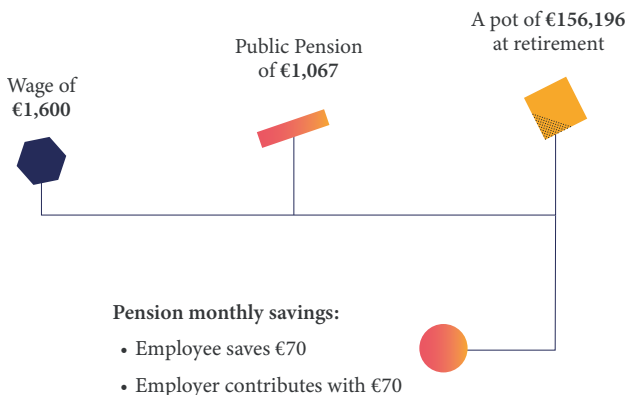 Wage of
€1,600
Public Pension
of €1,067
A pot of €156,196
at retirement
Pension monthly savings:
• Employee saves €70
• Employer contributes with €70